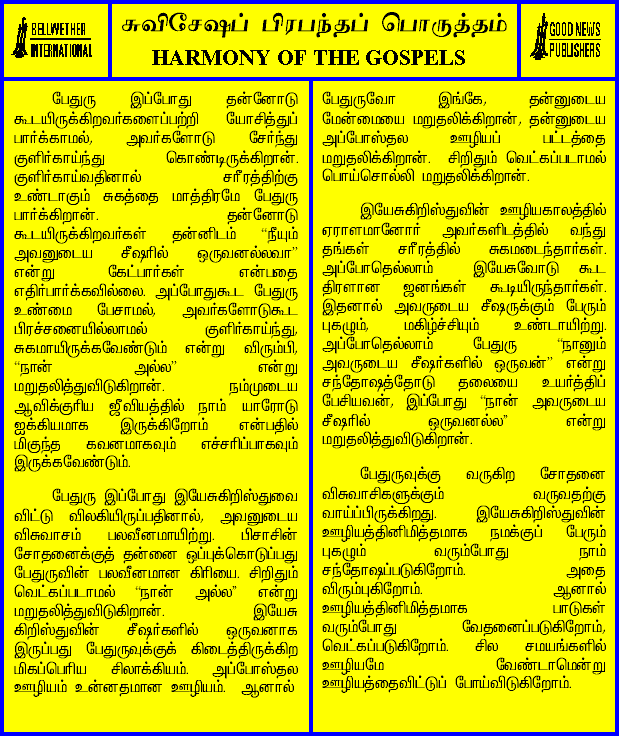 BELLWETHER
INTERNATIONAL
சுவிசேஷப் பிரபந்தப் பொருத்தம்
HARMONY OF THE GOSPELS
GOOD NEWS
PUBLISHERS
பேதுரு இப்போது தன்னோடு
கூடயிருக்கிறவர்களைப்பற்றி யோசித்துப்
பார்க்காமல், அவர்களோடு சேர்ந்து
குளிர்காய்ந்து கொண்டிருக்கிறான்.
குளிர்காய்வதினால் சரீரத்திற்கு
உண்டாகும் சுகத்தை மாத்திரமே பேதுரு
பார்க்கிறான். தன்னோடு
கூடயிருக்கிறவர்கள் தன்னிடம் “நீயும்
அவனுடைய சீஷரில் ஒருவனல்லவா”
என்று கேட்பார்கள் என்பதை
எதிர்பார்க்கவில்லை. அப்போதுகூட பேதுரு
உண்மை பேசாமல், அவர்களோடுகூட
பிரச்சனையில்லாமல் குளிர்காய்ந்து,
சுகமாயிருக்கவேண்டும் என்று விரும்பி,
“நான் அல்ல” என்று
மறுதலித்துவிடுகிறான். நம்முடைய
ஆவிக்குரிய ஜீவியத்தில் நாம் யாரோடு
ஐக்கியமாக இருக்கிறோம் என்பதில்
மிகுந்த கவனமாகவும் எச்சரிப்பாகவும்
இருக்கவேண்டும்.
பேதுரு இப்போது இயேசுகிறிஸ்துவை
விட்டு விலகியிருப்பதினால், அவனுடைய
விசுவாசம் பலவீனமாயிற்று. பிசாசின்
சோதனைக்குத் தன்னை ஒப்புக்கொடுப்பது
பேதுருவின் பலவீனமான கிரியை. சிறிதும்
வெட்கப்படாமல் “நான் அல்ல” என்று
மறுதலித்துவிடுகிறான். இயேசு
கிறிஸ்துவின் சீஷர்களில் ஒருவனாக
இருப்பது பேதுருவுக்குக் கிடைத்திருக்கிற
மிகப்பெரிய சிலாக்கியம். அப்போஸ்தல
ஊழியம் உன்னதமான ஊழியம். ஆனால்
பேதுருவோ இங்கே, தன்னுடைய
மேன்மையை மறுதலிக்கிறான், தன்னுடைய
அப்போஸ்தல ஊழியப் பட்டத்தை
மறுதலிக்கிறான். சிறிதும் வெட்கப்படாமல்
பொய்சொல்லி மறுதலிக்கிறான்.
இயேசுகிறிஸ்துவின் ஊழியகாலத்தில்
ஏராளமானோர் அவர்களிடத்தில் வந்து
தங்கள் சரீரத்தில் சுகமடைந்தார்கள்.
அப்போதெல்லாம் இயேசுவோடு கூட
திரளான ஜனங்கள் கூடியிருந்தார்கள்.
இதனால் அவருடைய சீஷருக்கும் பேரும்
புகழும், மகிழ்ச்சியும் உண்டாயிற்று.
அப்போதெல்லாம் பேதுரு “நானும்
அவருடைய சீஷர்களில் ஒருவன்” என்று
சந்தோஷத்தோடு தலையை உயர்த்திப்
பேசியவன், இப்போது “நான் அவருடைய
சீஷரில் ஒருவனல்ல” என்று
மறுதலித்துவிடுகிறான்.
பேதுருவுக்கு வருகிற சோதனை
விசுவாசிகளுக்கும் வருவதற்கு
வாய்ப்பிருக்கிறது. இயேசுகிறிஸ்துவின்
ஊழியத்தினிமித்தமாக நமக்குப் பேரும்
புகழும் வரும்போது நாம்
சந்தோஷப்படுகிறோம். அதை
விரும்புகிறோம். ஆனால்
ஊழியத்தினிமித்தமாக பாடுகள்
வரும்போது வேதனைப்படுகிறோம்,
வெட்கப்படுகிறோம். சில சமயங்களில்
ஊழியமே வேண்டாமென்று
ஊழியத்தைவிட்டுப் போய்விடுகிறோம்.